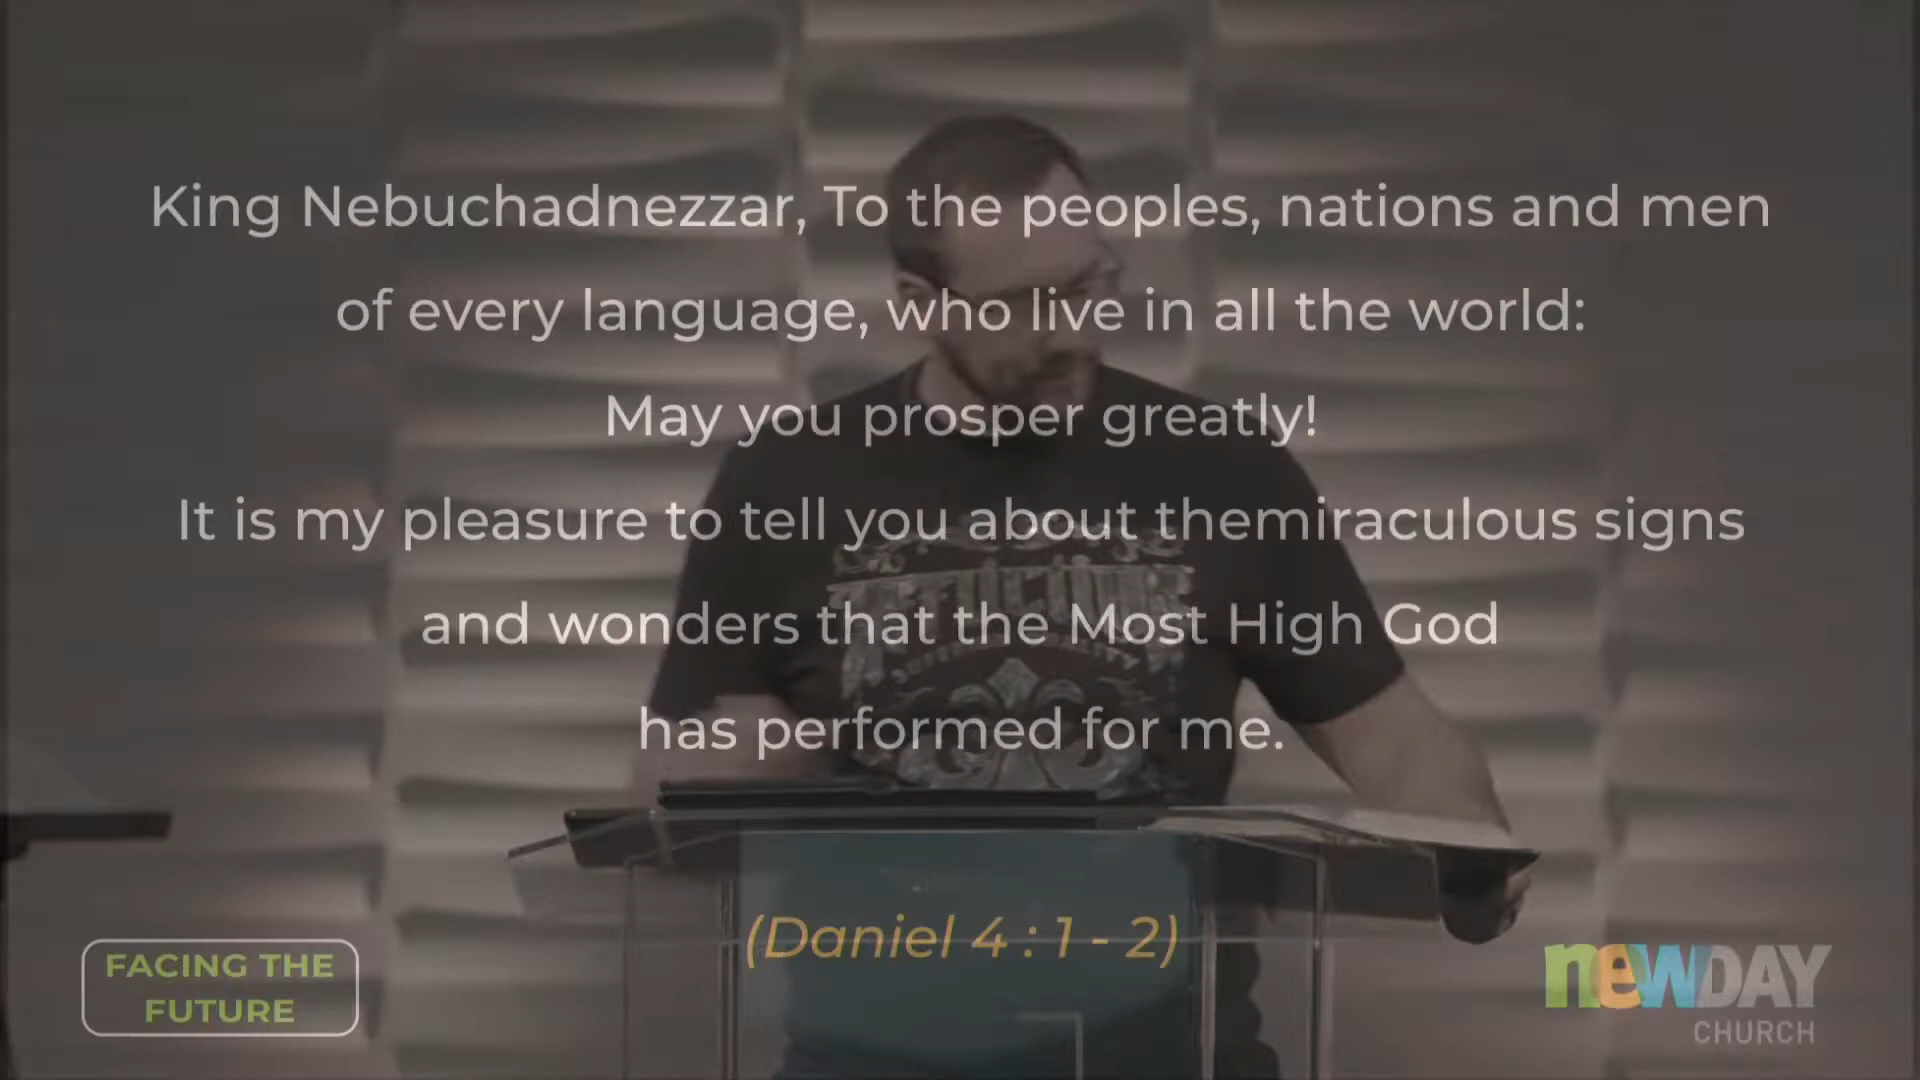 King Nebuchadnezzar, To the peoples, nations and men
of every language, who live in all the world:
May you prosper greatly!
It is my pleasure to tell you about themiraculous signs
and wonders that the Most High God
has performed for me.
(Daniel 4 : 1 - 2)
FACING THE
FUTURE
newDAY
CHURCH